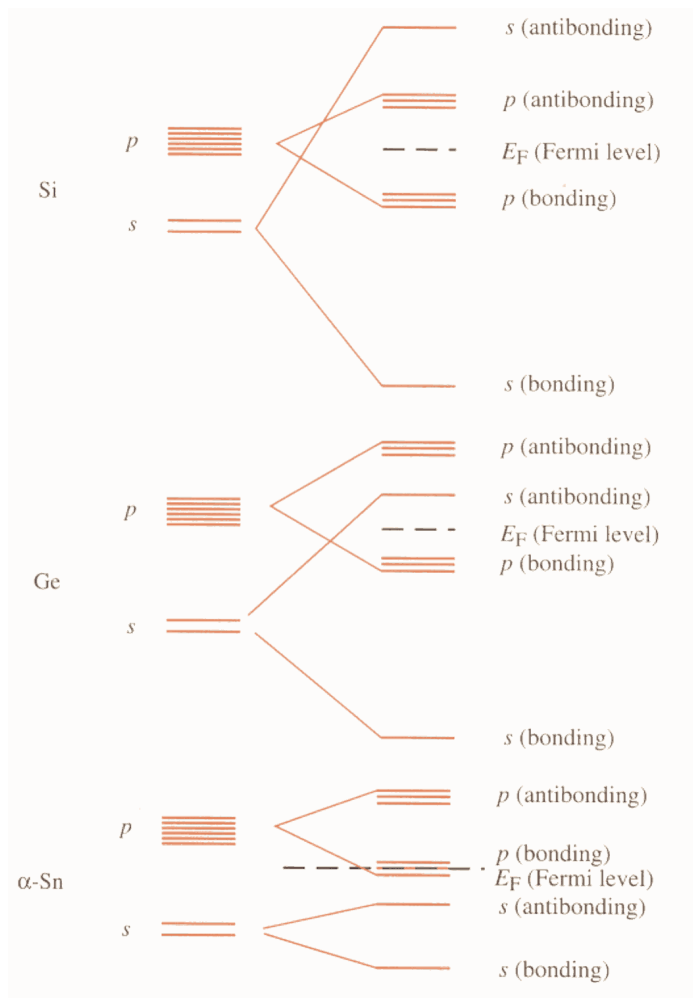 s (antibonding)
p
p (antibonding)
E_F (Fermi level)
Si
p (bonding)
s
s (bonding)
p (antibonding)
s (antibonding)
p
E_F (Fermi level)
p (bonding)
Ge
s
s (bonding)
p (antibonding)
p
p (bonding)
E_F (Fermi level)
α-Sn
s (antibonding)
s
s (bonding)